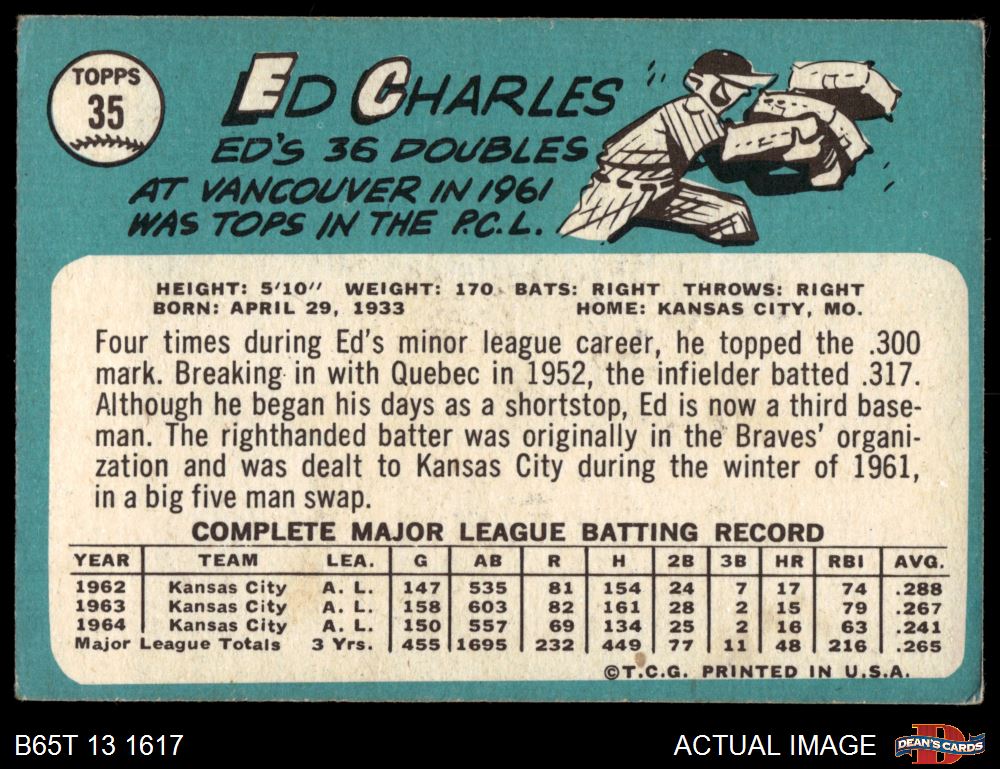 TOPPS
35
ED CHARLES
ED'S 36 DOUBLES
AT VANCOUVER IN 1961
WAS TOPS IN THE P.C.L.
HEIGHT: 5'10" WEIGHT: 170 BATS: RIGHT THROWS: RIGHT
BORN: APRIL 29, 1933 HOME: KANSAS CITY, MO.
Four times during Ed's minor league career, he topped the .300
mark. Breaking in with Quebec in 1952, the infielder batted .317.
Although he began his days as a shortstop, Ed is now a third base-
man. The righthanded batter was originally in the Braves' organi-
zation and was dealt to Kansas City during the winter of 1961,
in a big five man swap.
COMPLETE MAJOR LEAGUE BATTING RECORD
YEAR TEAM LEA. G AB R H 2B 3B HR RBI AVG.
1962 Kansas City A. L. 147 535 81 154 24 7 17 74 .288
1963 Kansas City A. L. 158 603 82 161 28 2 15 79 .267
1964 Kansas City A. L. 150 557 69 134 25 2 16 63 .241
Major League Totals 3 Yrs. 455 1695 232 449 77 11 48 216 .265
©T.C.G. PRINTED IN U.S.A.
B65T 13 1617 ACTUAL IMAGE DEAN'S CARDS